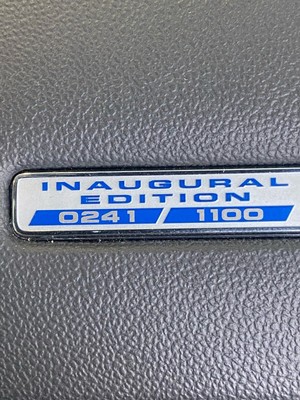 INAUGURAL
EDITION
0241 / 1100